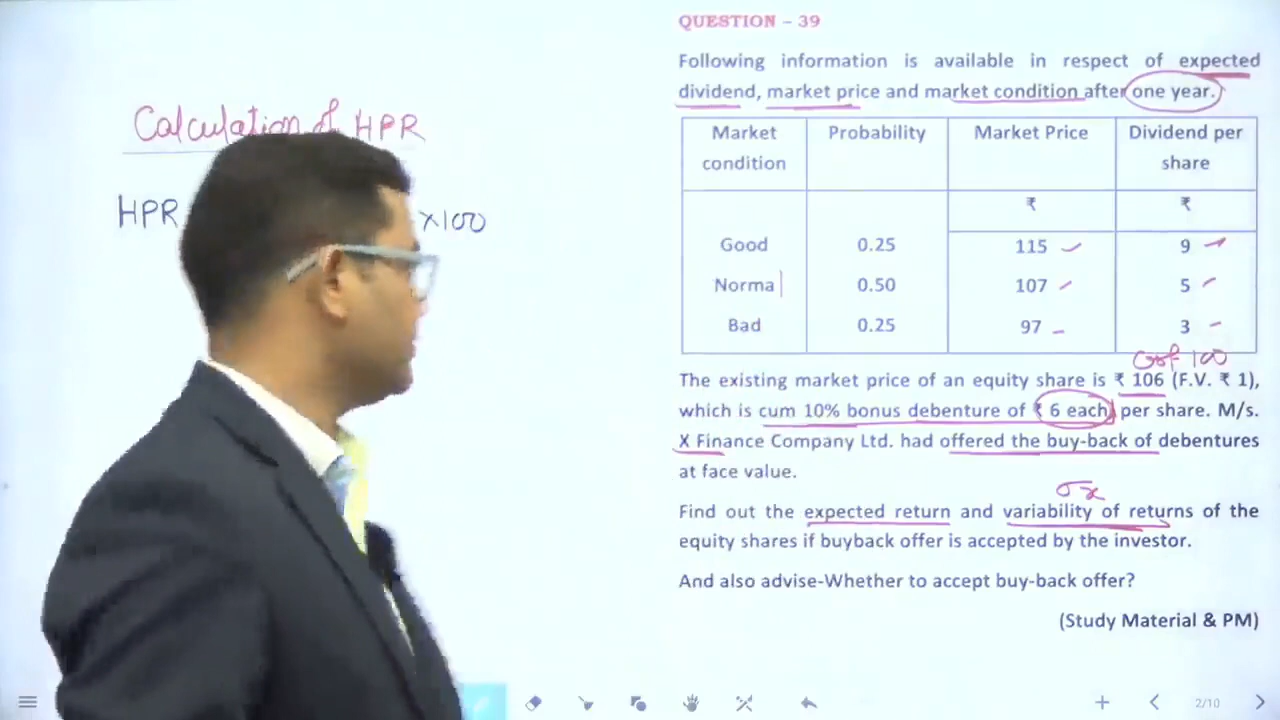 Calculation of HPR
HPR
×100
QUESTION – 39
Following information is available in respect of expected
dividend, market price and market condition after one year.
Market condition Probability Market Price Dividend per share
₹ ₹
Good 0.25 115 9
Norma 0.50 107 5
Bad 0.25 97 3
100
The existing market price of an equity share is ₹ 106 (F.V. ₹ 1),
which is cum 10% bonus debenture of ₹ 6 each, per share. M/s.
X Finance Company Ltd. had offered the buy-back of debentures
at face value.
σx
Find out the expected return and variability of returns of the
equity shares if buyback offer is accepted by the investor.
And also advise-Whether to accept buy-back offer?
(Study Material & PM)
2/10